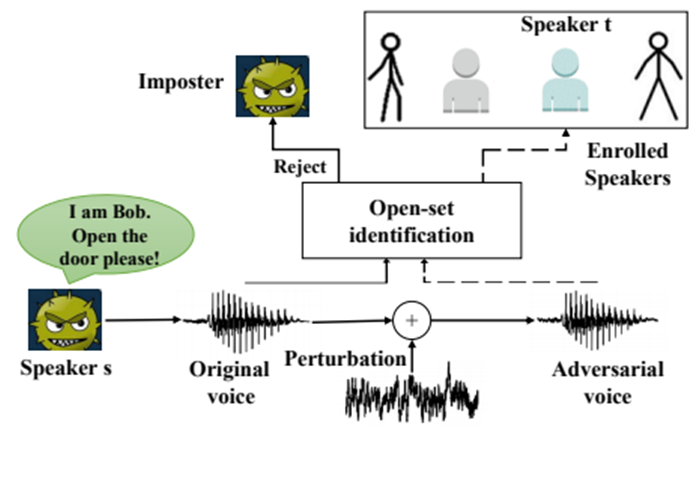 Speaker t
Imposter
Enrolled
Speakers
Reject
Open-set
identification
I am Bob.
Open the
door please!
Speaker s
Original
voice
Perturbation
+
Adversarial
voice